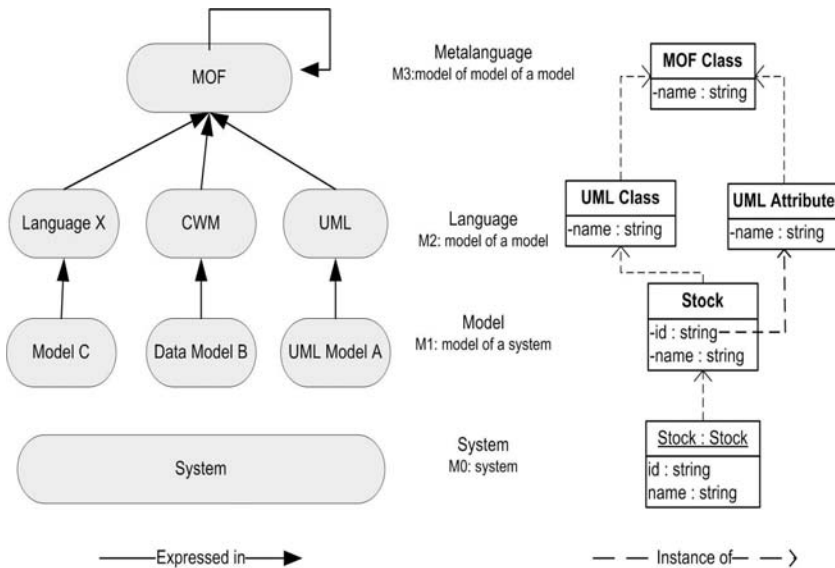 MOF
Metalanguage
M3:model of model of a model
MOF Class
-name : string
Language X
CWM
UML
Language
M2: model of a model
UML Class
-name : string
UML Attribute
-name : string
Model C
Data Model B
UML Model A
Model
M1: model of a system
Stock
-id : string
-name : string
System
System
M0: system
Stock : Stock
id : string
name : string
Expressed in
Instance of